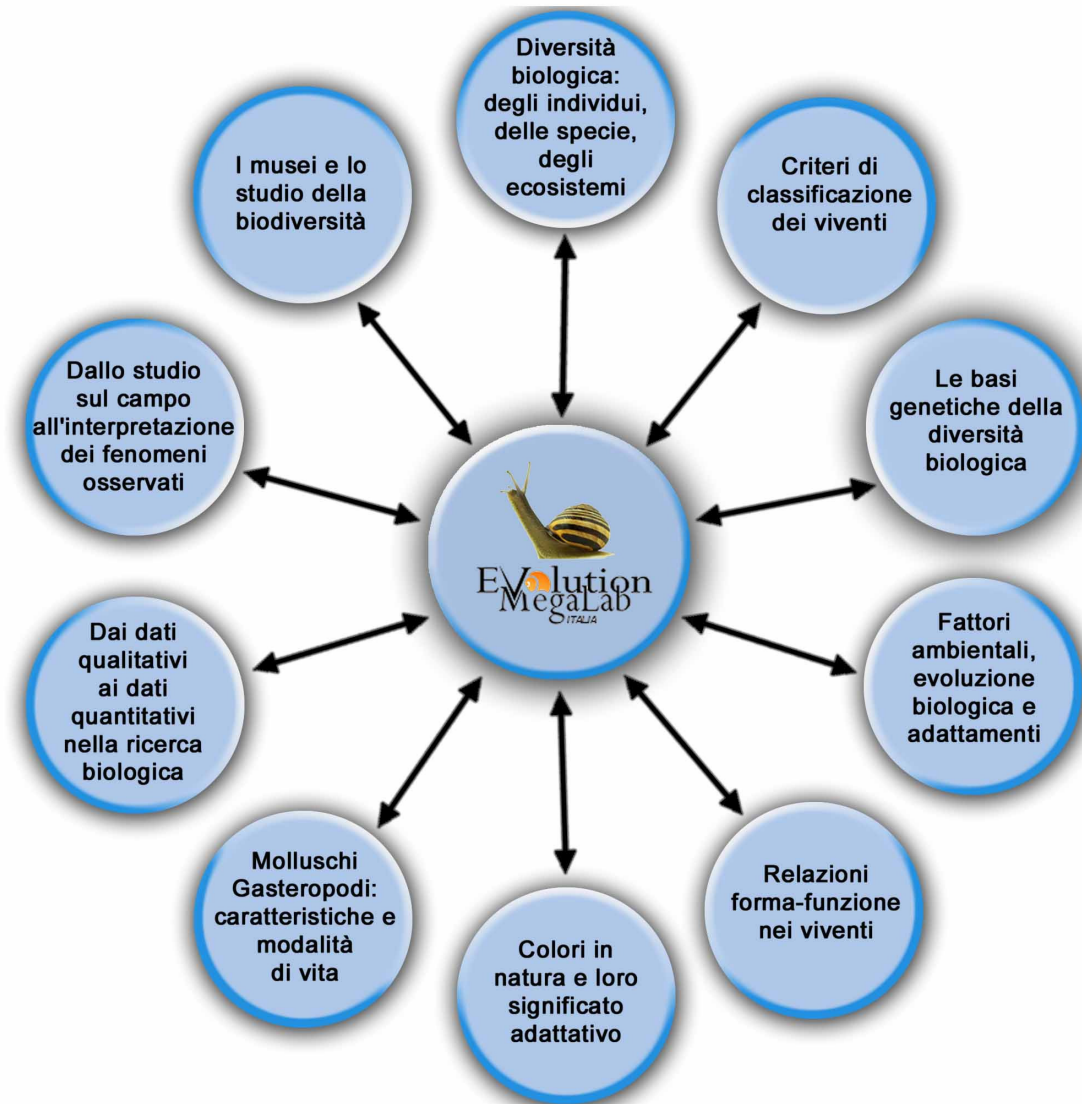 Diversità
biologica:
degli individui,
delle specie,
degli
ecosistemi
Criteri di
classificazione
dei viventi
Le basi
genetiche della
diversità
biologica
Fattori
ambientali,
evoluzione
biologica e
adattamenti
Relazioni
forma-funzione
nei viventi
Colori in
natura e loro
significato
adattativo
Molluschi
Gasteropodi:
caratteristiche e
modalità
di vita
Dai dati
qualitativi
ai dati
quantitativi
nella ricerca
biologica
Dallo studio
sul campo
all'interpretazione
dei fenomeni
osservati
I musei e lo
studio della
biodiversità
Evolution
MegaLab
ITALIA